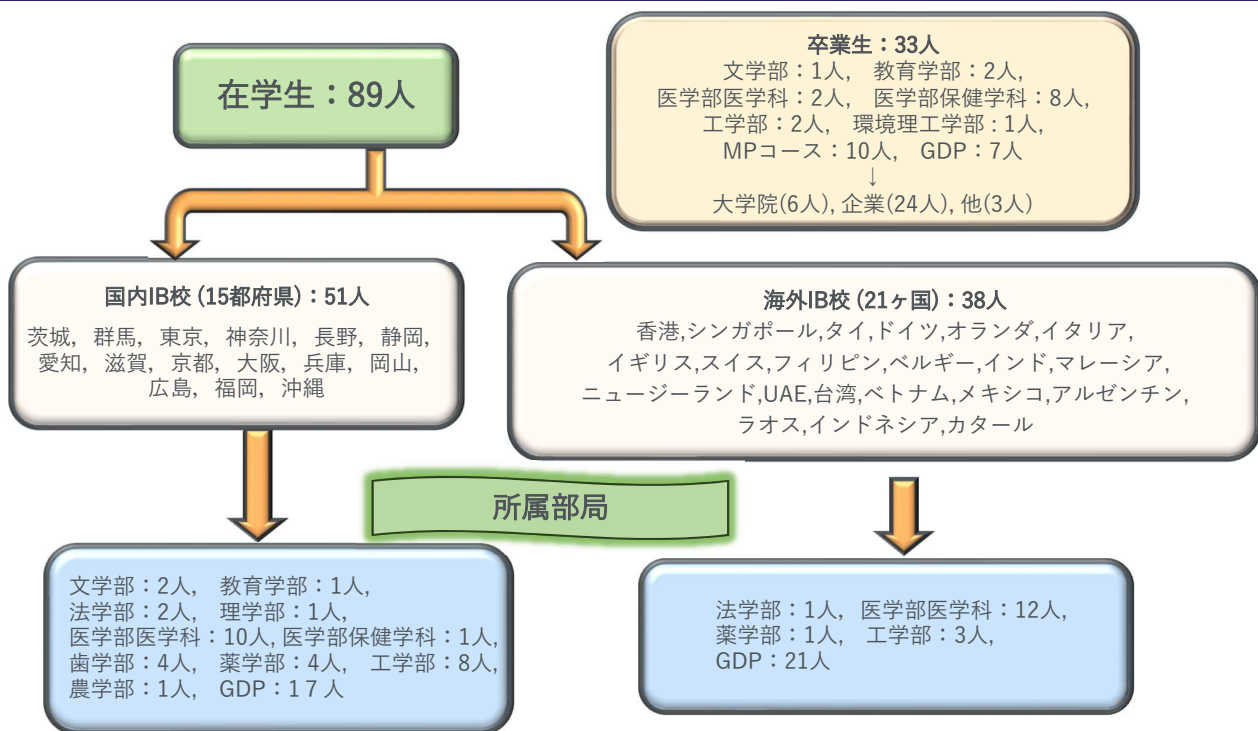 在学生：89人
卒業生：33人
文学部：1人,　教育学部：2人,
医学部医学科：2人,　医学部保健学科：8人,
工学部：2人,　環境理工学部：1人,
MPコース：10人,　GDP：7人
↓
大学院(6人), 企業(24人), 他(3人)
国内IB校 (15都府県)：51人
茨城,　群馬,　東京,　神奈川,　長野,　静岡,
愛知,　滋賀,　京都,　大阪,　兵庫,　岡山,
広島,　福岡,　沖縄
海外IB校 (21ヶ国)：38人
香港,シンガポール,タイ,ドイツ,オランダ,イタリア,
イギリス,スイス,フィリピン,ベルギー,インド,マレーシア,
ニュージーランド,UAE,台湾,ベトナム,メキシコ,アルゼンチン,
ラオス,インドネシア,カタール
所属部局
文学部：2人,　教育学部：1人,
法学部：2人,　理学部：1人,
医学部医学科：10人, 医学部保健学科：1人,
歯学部：4人,　薬学部：4人,　工学部：8人,
農学部：1人,　GDP：1７人
法学部：1人,　医学部医学科：12人,
薬学部：1人,　工学部：3人,
GDP：21人